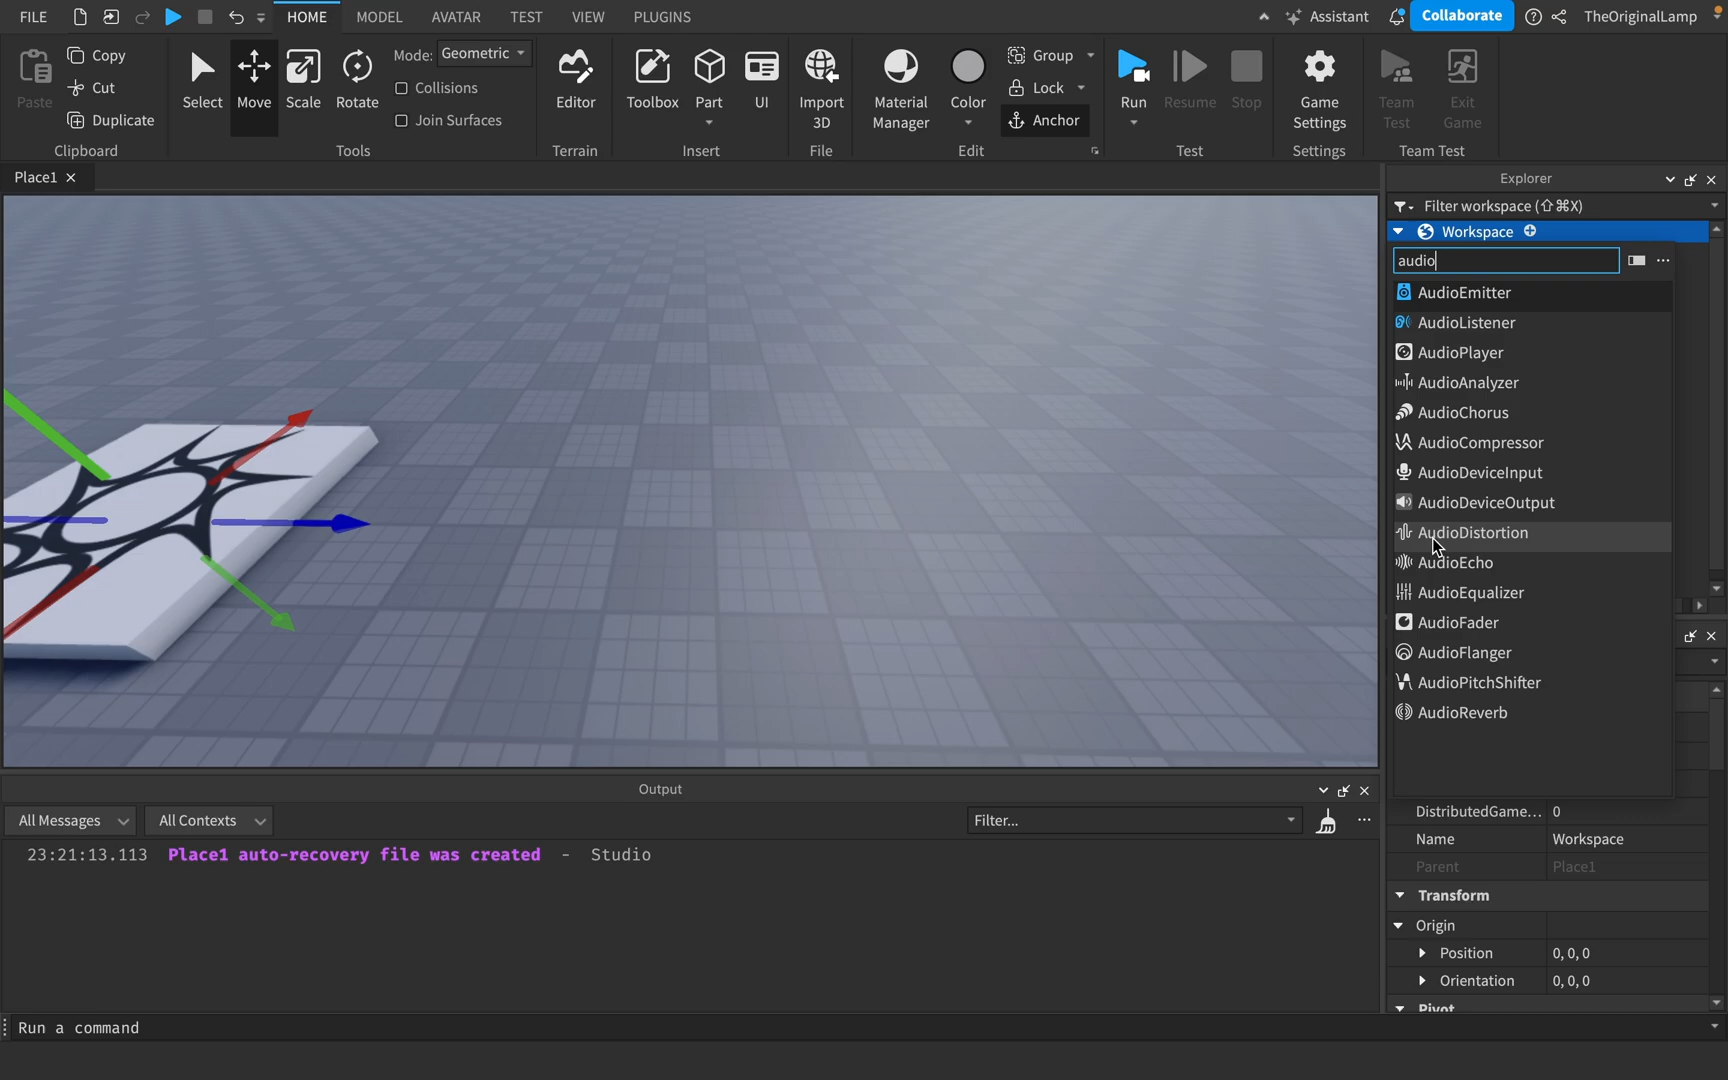 FILE HOME MODEL AVATAR TEST VIEW PLUGINS Assistant Collaborate TheOriginalLamp
Paste Copy Cut Duplicate
Clipboard
Select Move Scale Rotate
Mode: Geometric
Collisions
Join Surfaces
Tools
Editor
Terrain
Toolbox Part UI
Insert
Import 3D
File
Material Manager Color
Group
Lock
Anchor
Edit
Run Resume Stop
Test
Game Settings
Settings
Team Test Exit Game
Team Test
Place1
Explorer
Filter workspace (⇧⌘X)
Workspace
audio
AudioEmitter
AudioListener
AudioPlayer
AudioAnalyzer
AudioChorus
AudioCompressor
AudioDeviceInput
AudioDeviceOutput
AudioDistortion
AudioEcho
AudioEqualizer
AudioFader
AudioFlanger
AudioPitchShifter
AudioReverb
DistributedGame... 0
Name Workspace
Parent Place1
Transform
Origin
Position 0, 0, 0
Orientation 0, 0, 0
Pivot
Output
All Messages All Contexts Filter...
23:21:13.113 Place1 auto-recovery file was created - Studio
Run a command